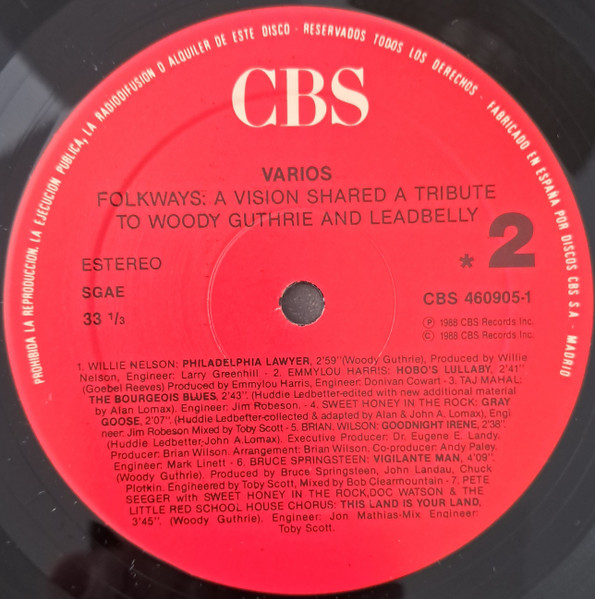 PROHIBIDA LA REPRODUCCION. LA EJECUCION PUBLICA, LA RADIODIFUSION O ALQUILER DE ESTE DISCO - RESERVADOS TODOS LOS DERECHOS - FABRICADO EN ESPAÑA POR DISCOS CBS S.A. - MADRID
CBS
VARIOS
FOLKWAYS: A VISION SHARED A TRIBUTE
TO WOODY GUTHRIE AND LEADBELLY
ESTEREO
* 2
SGAE
33 1/3
CBS 460905-1
Ⓟ 1988 CBS Records Inc.
© 1988 CBS Records Inc.
1. WILLIE NELSON: PHILADELPHIA LAWYER, 2'59" (Woody Guthrie), Produced by Willie
Nelson, Engineer: Larry Greenhill - 2. EMMYLOU HARRIS: HOBO'S LULLABY, 2'41"
(Goebel Reeves) Produced by Emmylou Harris, Engineer: Donivan Cowart - 3. TAJ MAHAL:
THE BOURGEOIS BLUES, 2'43". (Huddie Ledbetter-edited with new additional material
by Alan Lomax). Engineer: Jim Robeson. - 4. SWEET HONEY IN THE ROCK: GRAY
GOOSE, 2'07". (Huddie Ledbetter-collected & adapted by Alan & John A. Lomax), Engi
neer: Jim Robeson Mixed by Toby Scott - 5. BRIAN. WILSON: GOODNIGHT IRENE, 2'38".
(Huddie Ledbetter-John A. Lomax). Executive Producer: Dr. Eugene E. Landy.
Producer: Brian Wilson. Arrangement: Brian Wilson, Co-producer: Andy Paley.
Engineer: Mark Linett - 6. BRUCE SPRINGSTEEN: VIGILANTE MAN, 4'09".
(Woody Guthrie). Produced by Bruce Springsteen, John Landau, Chuck
Plotkin. Engineered by Toby Scott, Mixed by Bob Clearmountain - 7. PETE
SEEGER with SWEET HONEY IN THE ROCK, DOC WATSON & THE
LITTLE RED SCHOOL HOUSE CHORUS: THIS LAND IS YOUR LAND,
3'45". (Woody Guthrie). Engineer: Jon Mathias-Mix Engineer:
Toby Scott.